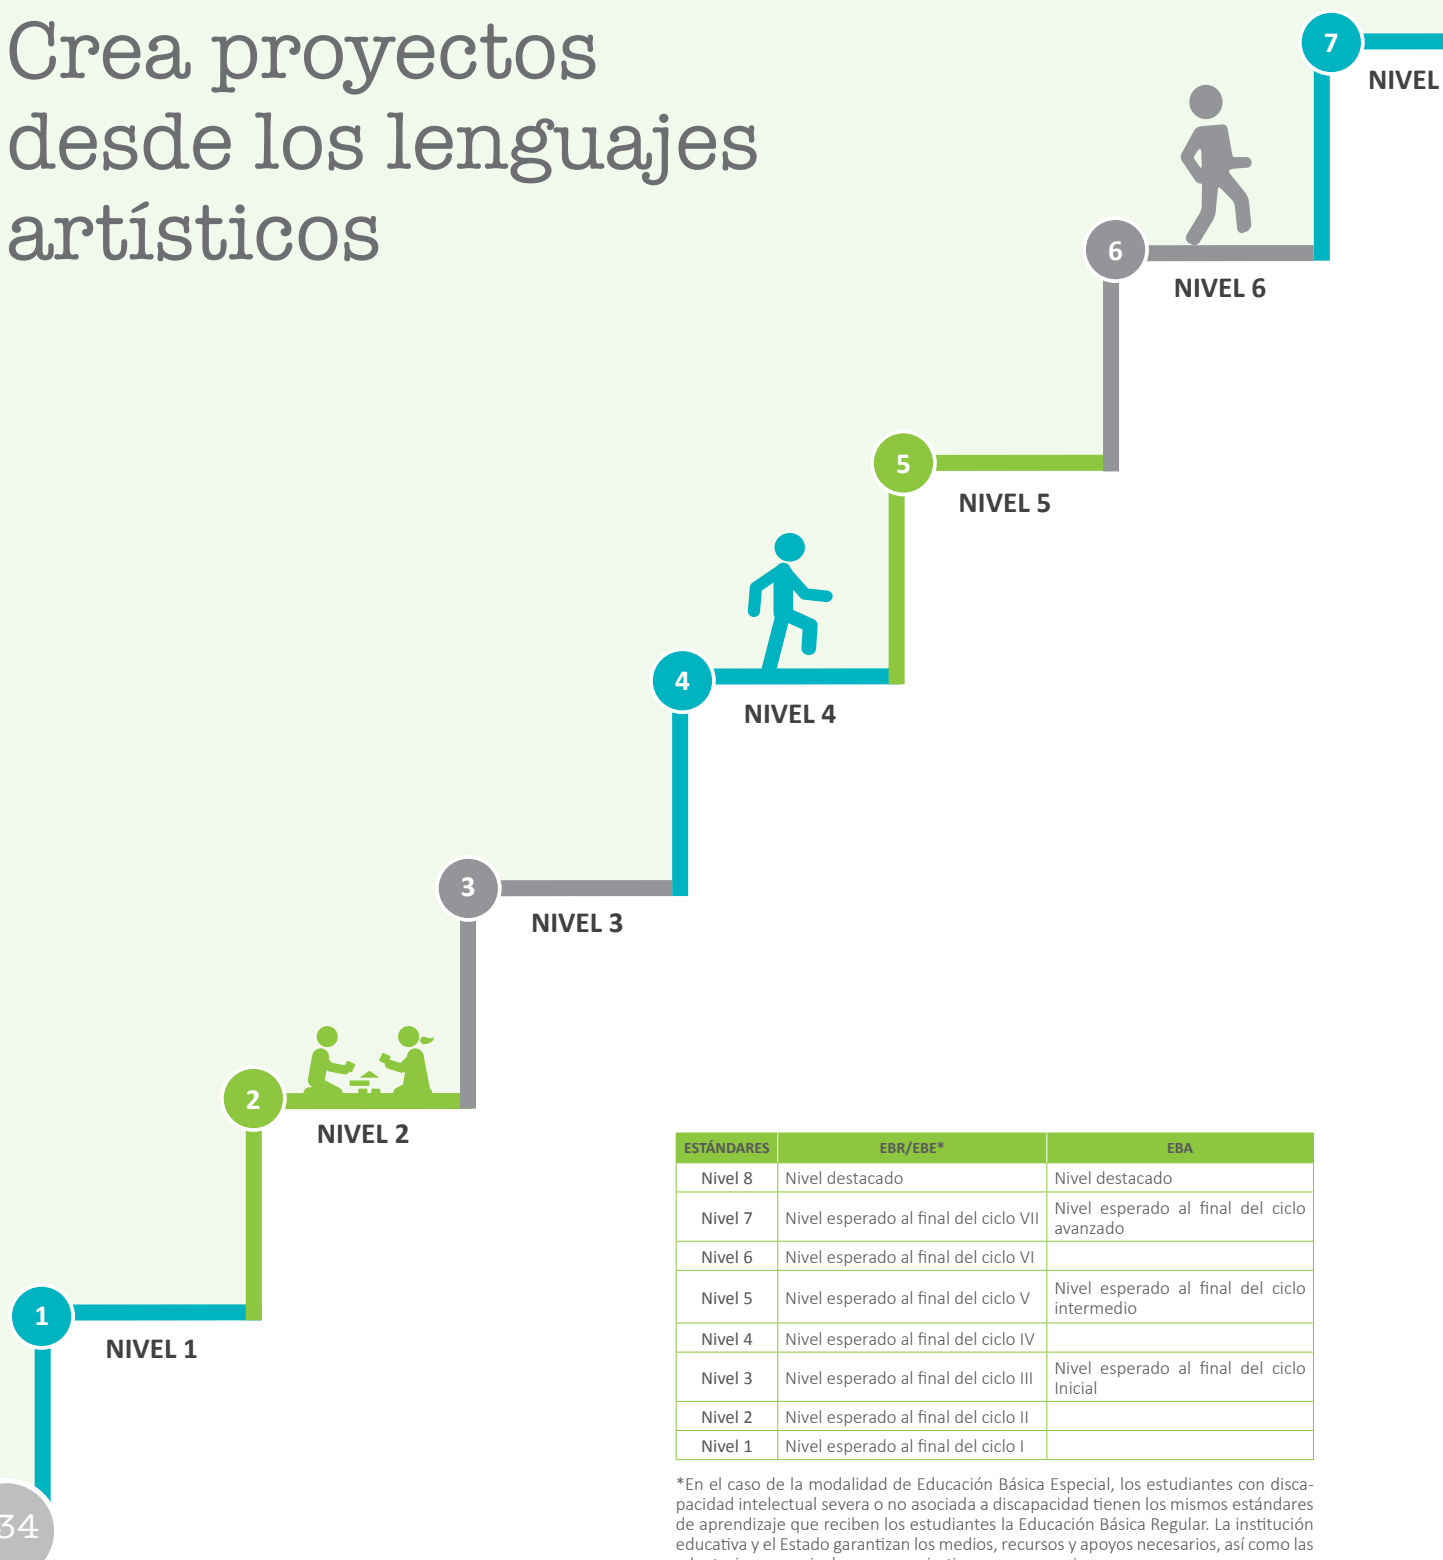 Crea proyectos
desde los lenguajes
artísticos
7
NIVEL
6
NIVEL 6
5
NIVEL 5
4
NIVEL 4
3
NIVEL 3
2
NIVEL 2
1
NIVEL 1
ESTÁNDARES EBR/EBE* EBA
Nivel 8 Nivel destacado Nivel destacado
Nivel 7 Nivel esperado al final del ciclo VII Nivel esperado al final del ciclo
avanzado
Nivel 6 Nivel esperado al final del ciclo VI
Nivel 5 Nivel esperado al final del ciclo V Nivel esperado al final del ciclo
intermedio
Nivel 4 Nivel esperado al final del ciclo IV
Nivel 3 Nivel esperado al final del ciclo III Nivel esperado al final del ciclo
Inicial
Nivel 2 Nivel esperado al final del ciclo II
Nivel 1 Nivel esperado al final del ciclo I
*En el caso de la modalidad de Educación Básica Especial, los estudiantes con disca-
pacidad intelectual severa o no asociada a discapacidad tienen los mismos estándares
de aprendizaje que reciben los estudiantes la Educación Básica Regular. La institución
educativa y el Estado garantizan los medios, recursos y apoyos necesarios, así como las
34